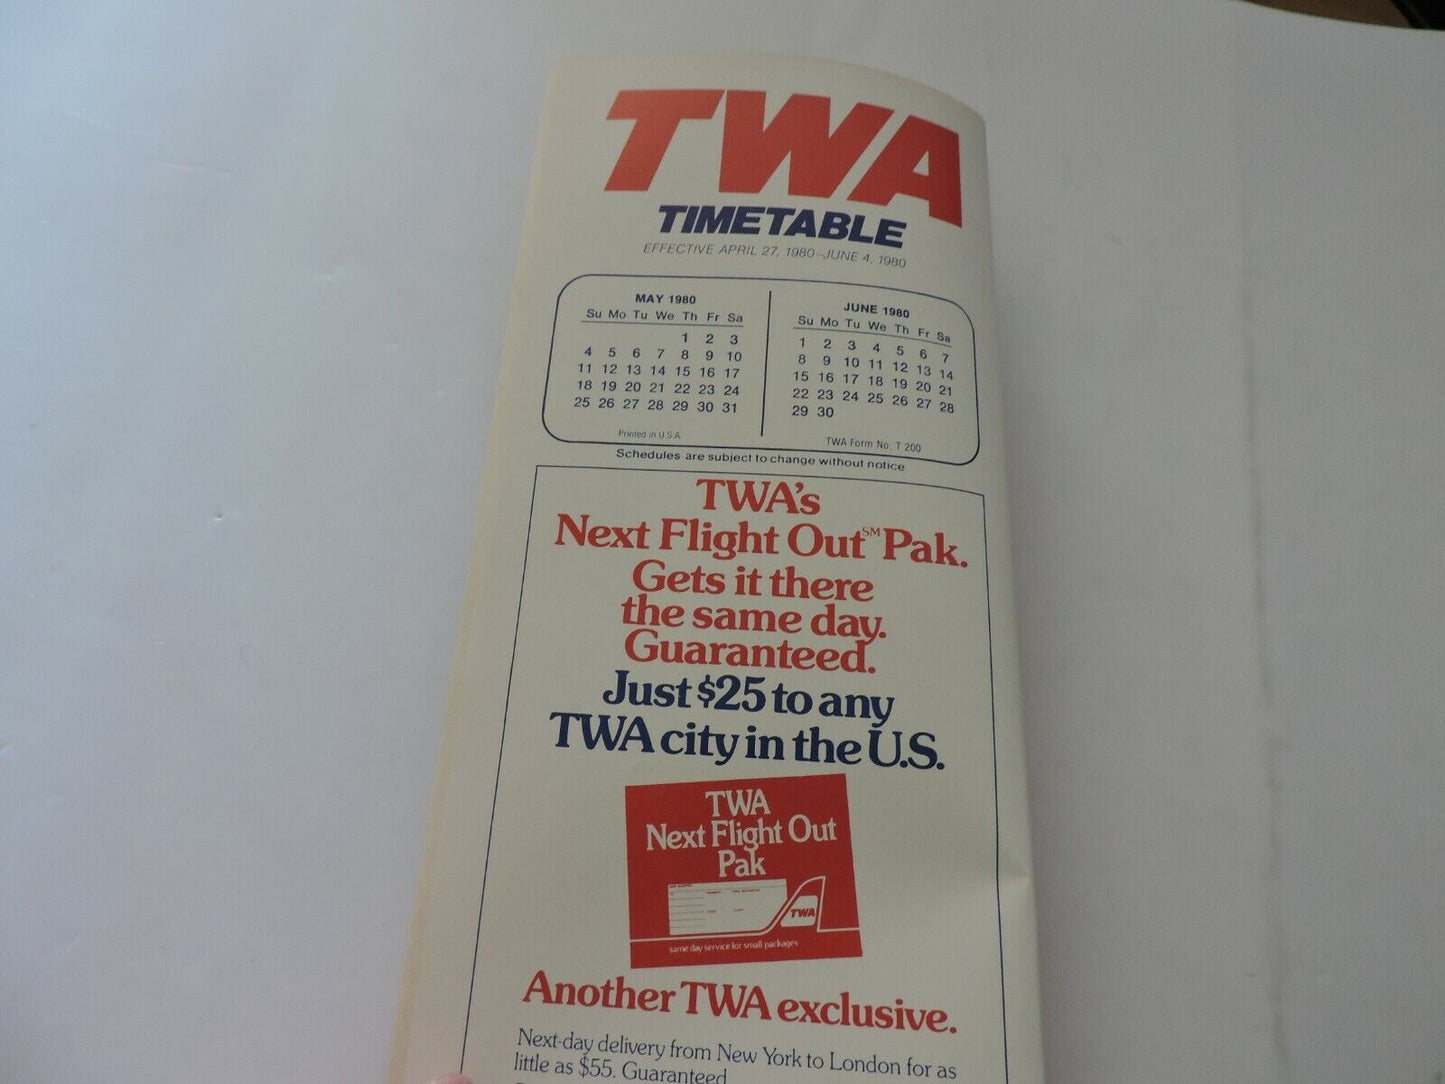 TWA
TIMETABLE
EFFECTIVE APRIL 27, 1980–JUNE 4, 1980
MAY 1980
Su Mo Tu We Th Fr Sa
1 2 3
4 5 6 7 8 9 10
11 12 13 14 15 16 17
18 19 20 21 22 23 24
25 26 27 28 29 30 31
Printed in U.S.A.
JUNE 1980
Su Mo Tu We Th Fr Sa
1 2 3 4 5 6 7
8 9 10 11 12 13 14
15 16 17 18 19 20 21
22 23 24 25 26 27 28
29 30
TWA Form No. T 200
Schedules are subject to change without notice
TWA's
Next Flight Out℠ Pak.
Gets it there
the same day.
Guaranteed.
Just $25 to any
TWA city in the U.S.
TWA
Next Flight Out
Pak
TWA
same day service for small packages
Another TWA exclusive.
Next-day delivery from New York to London for as
little as $55. Guaranteed